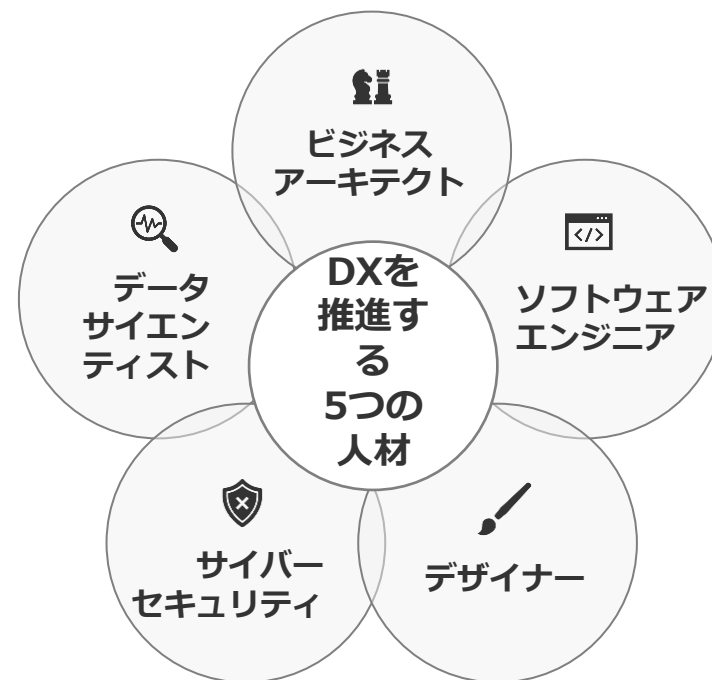 ビジネス
アーキテクト
データ
サイエン
ティスト
</>
ソフトウェア
エンジニア
DXを
推進す
る
5つの
人材
サイバー
セキュリティ
デザイナー